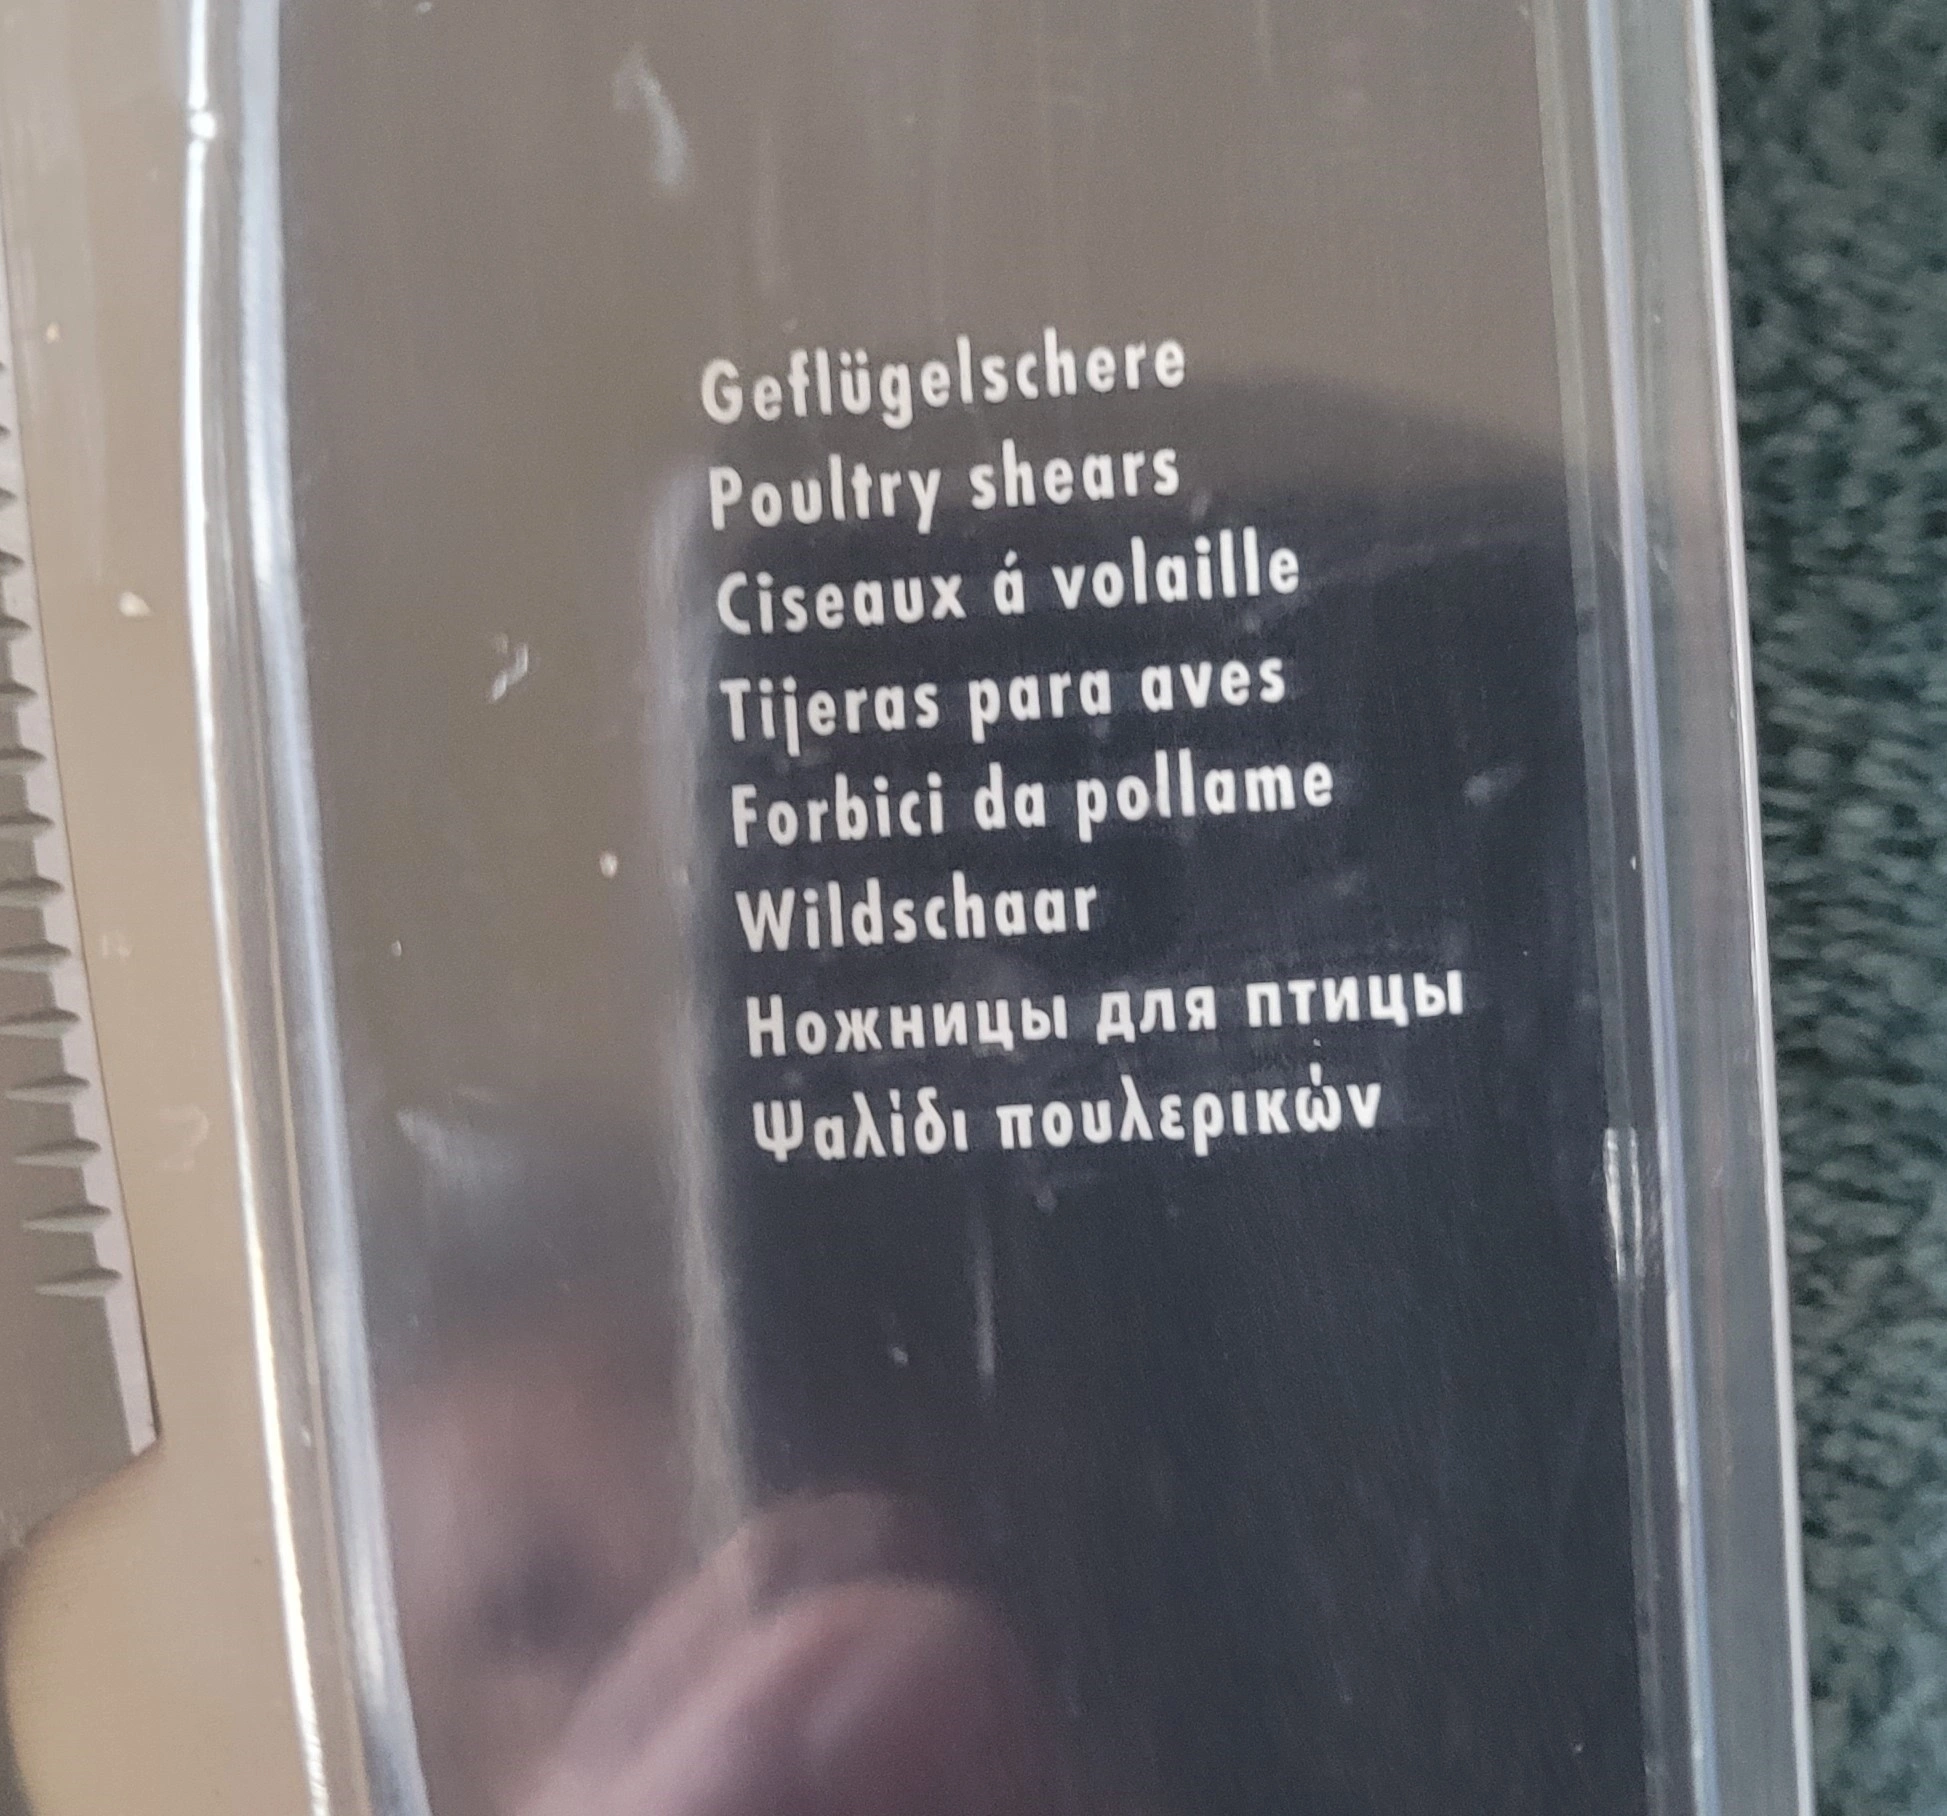 Geflügelschere
Poultry shears
Ciseaux á volaille
Tijeras para aves
Forbici da pollame
Wildschaar
Ножницы для птицы
Ψαλίδι πουλερικών